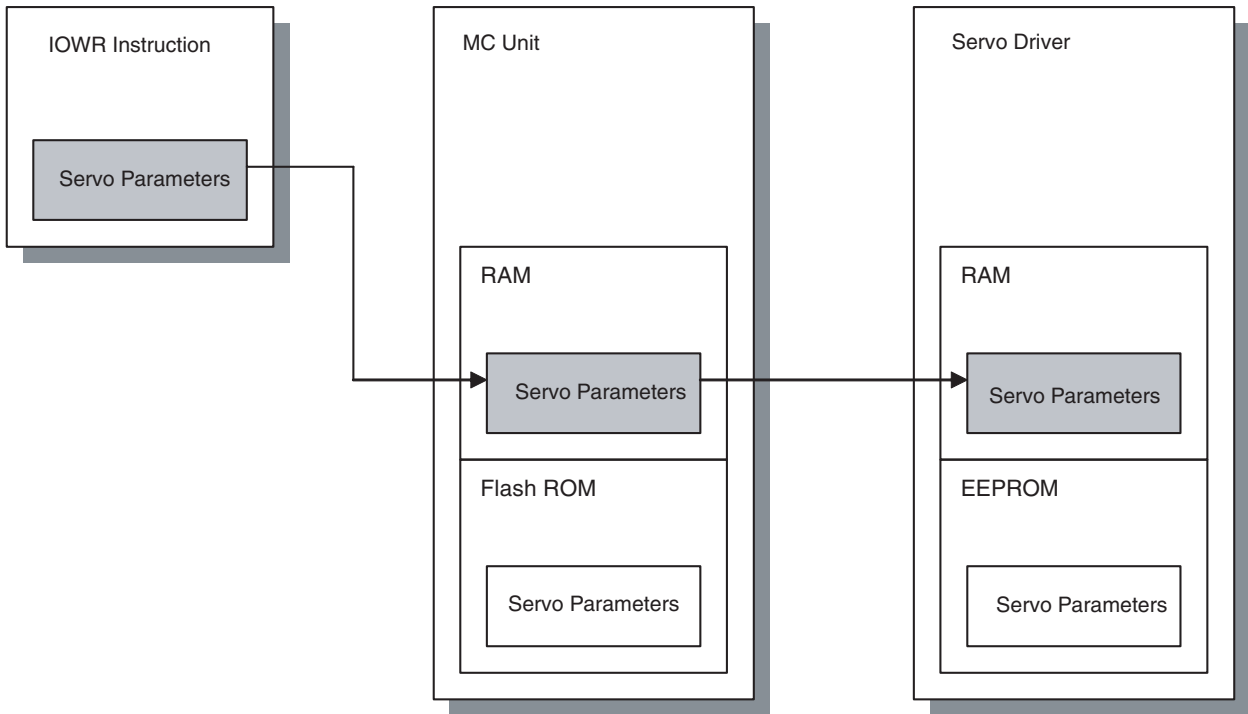 IOWR Instruction
Servo Parameters
MC Unit
RAM
Servo Parameters
Flash ROM
Servo Parameters
Servo Driver
RAM
Servo Parameters
EEPROM
Servo Parameters